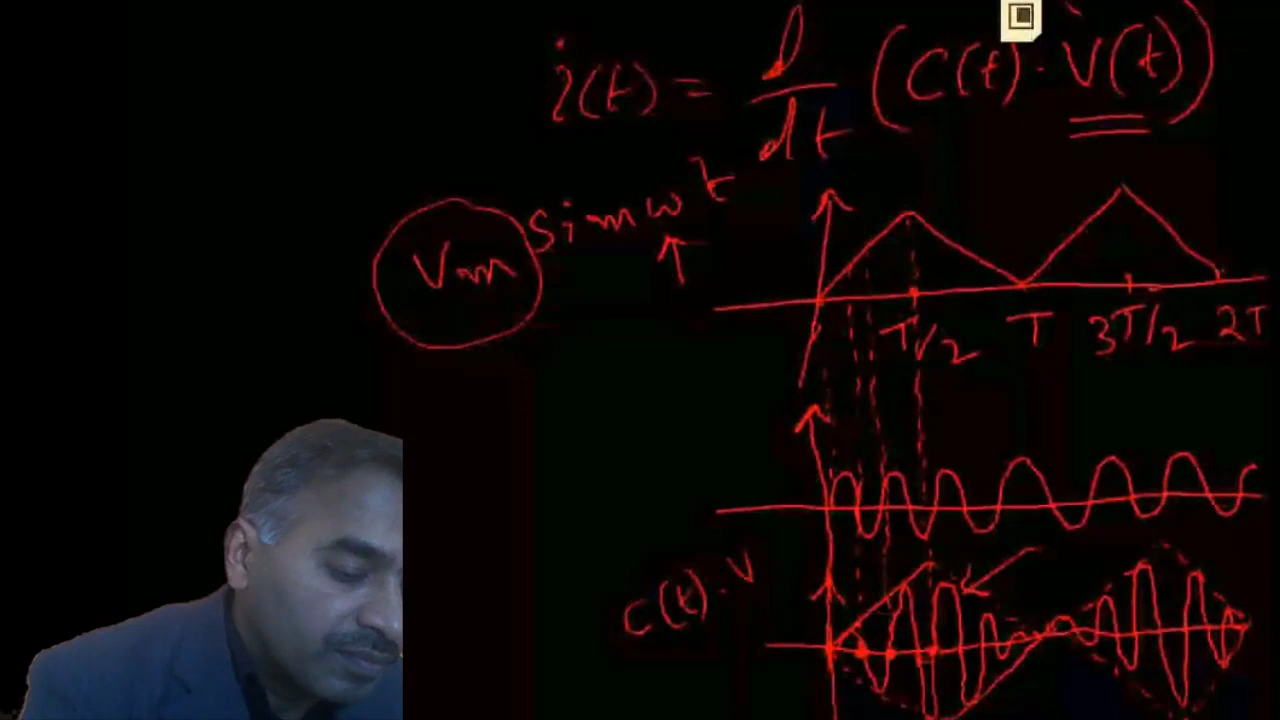 i(t) = d/dt (C(t) · V(t))
Vm sin ωt
T/2 T 3T/2 2T
C(t) · V